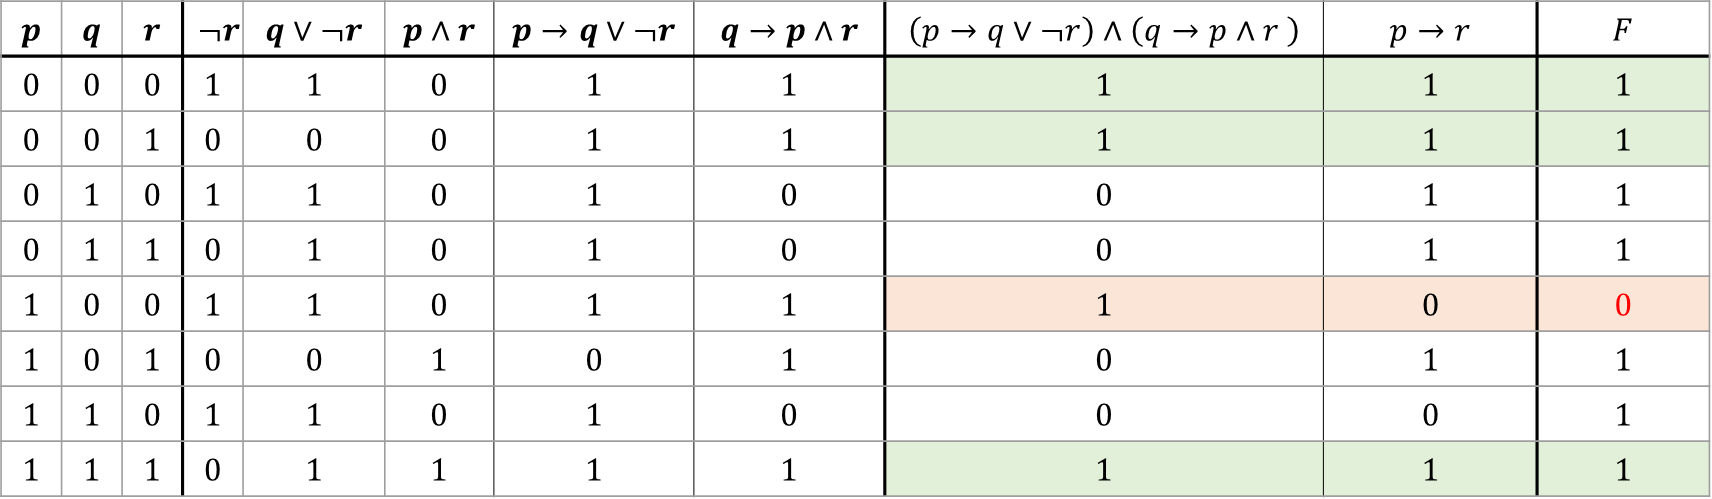 p q r ¬r q ∨ ¬r p ∧ r p → q ∨ ¬r q → p ∧ r (p → q ∨ ¬r) ∧ (q → p ∧ r ) p → r F
0 0 0 1 1 0 1 1 1 1 1
0 0 1 0 0 0 1 1 1 1 1
0 1 0 1 1 0 1 0 0 1 1
0 1 1 0 1 0 1 0 0 1 1
1 0 0 1 1 0 1 1 1 0 0
1 0 1 0 0 1 0 1 0 1 1
1 1 0 1 1 0 1 0 0 0 1
1 1 1 0 1 1 1 1 1 1 1